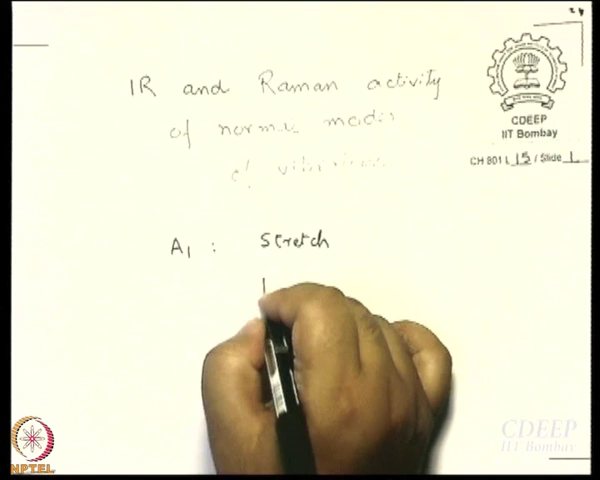 IR and Raman activity
of normal modes
of
A1 : Stretch
CDEEP
IIT Bombay
CH 801 L 15 / Slide 1
NPTEL
CDEEP
IIT Bombay